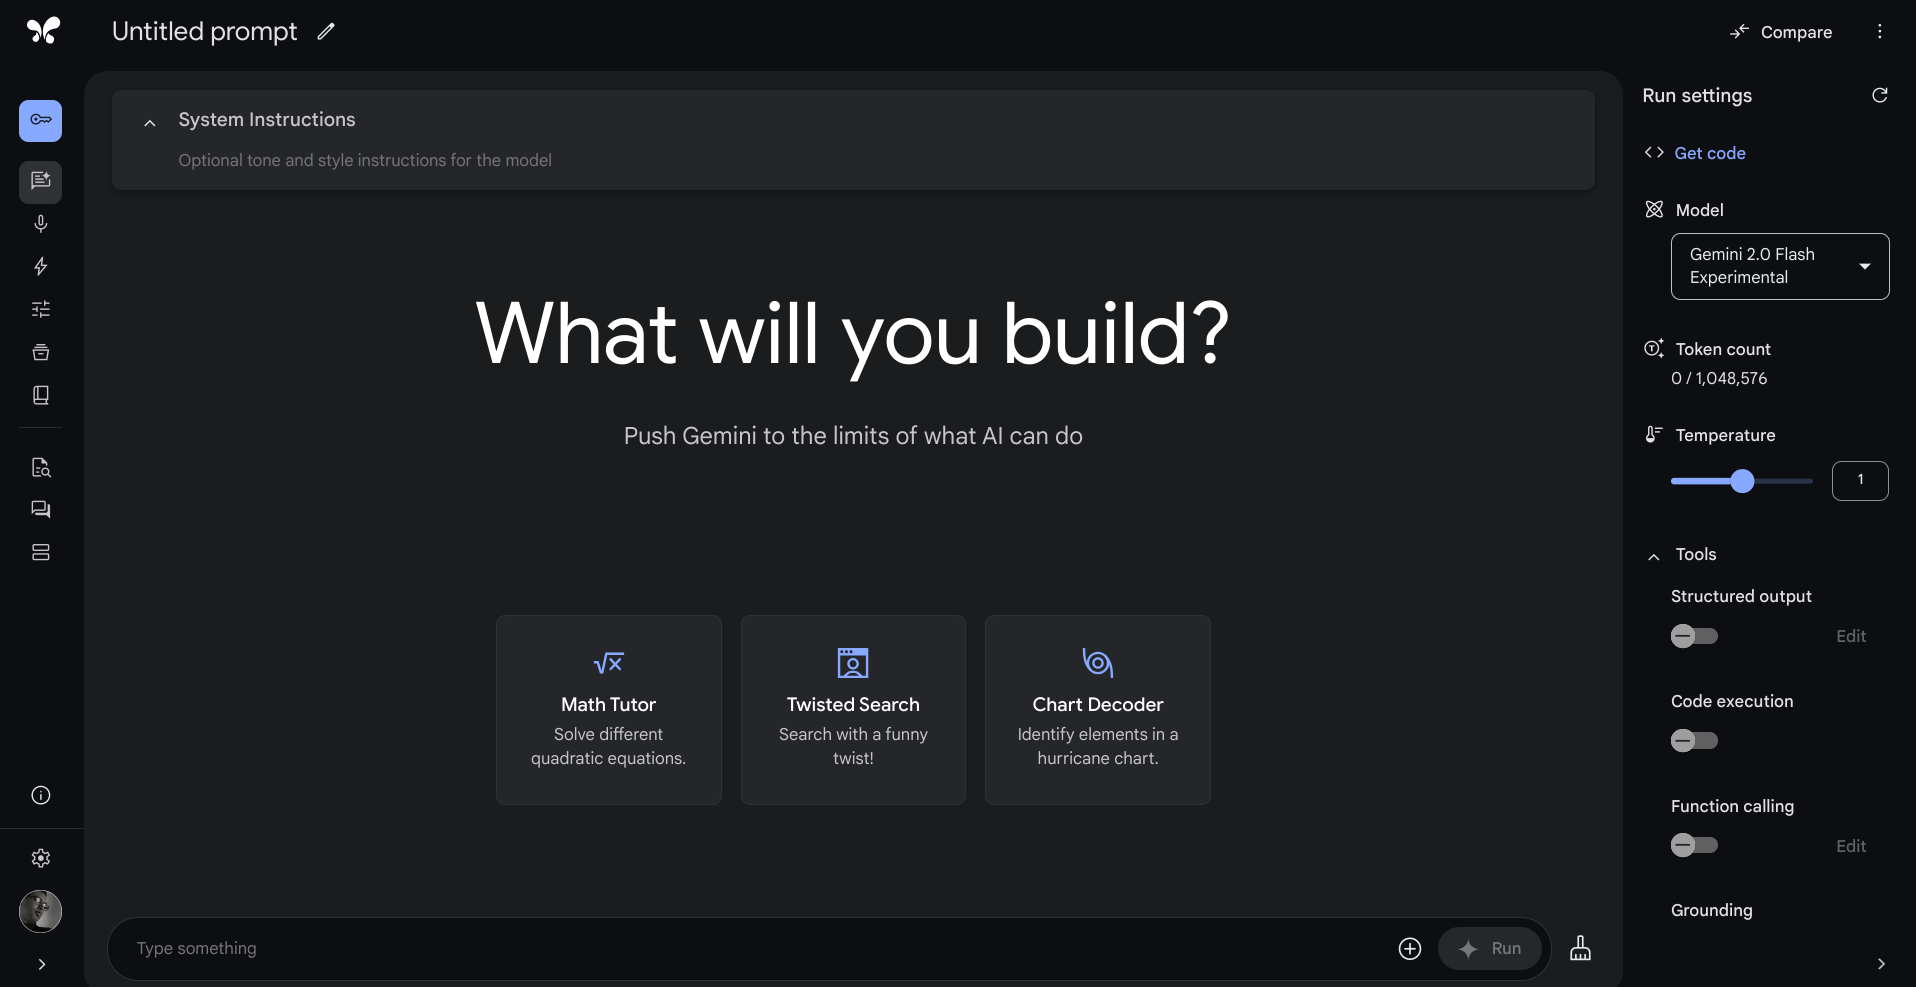 Untitled prompt
Compare
System Instructions
Optional tone and style instructions for the model
What will you build?
Push Gemini to the limits of what AI can do
Math Tutor
Solve different
quadratic equations.
Twisted Search
Search with a funny
twist!
Chart Decoder
Identify elements in a
hurricane chart.
Type something
Run
Run settings
Get code
Model
Gemini 2.0 Flash
Experimental
Token count
0 / 1,048,576
Temperature
1
Tools
Structured output
Edit
Code execution
Function calling
Edit
Grounding